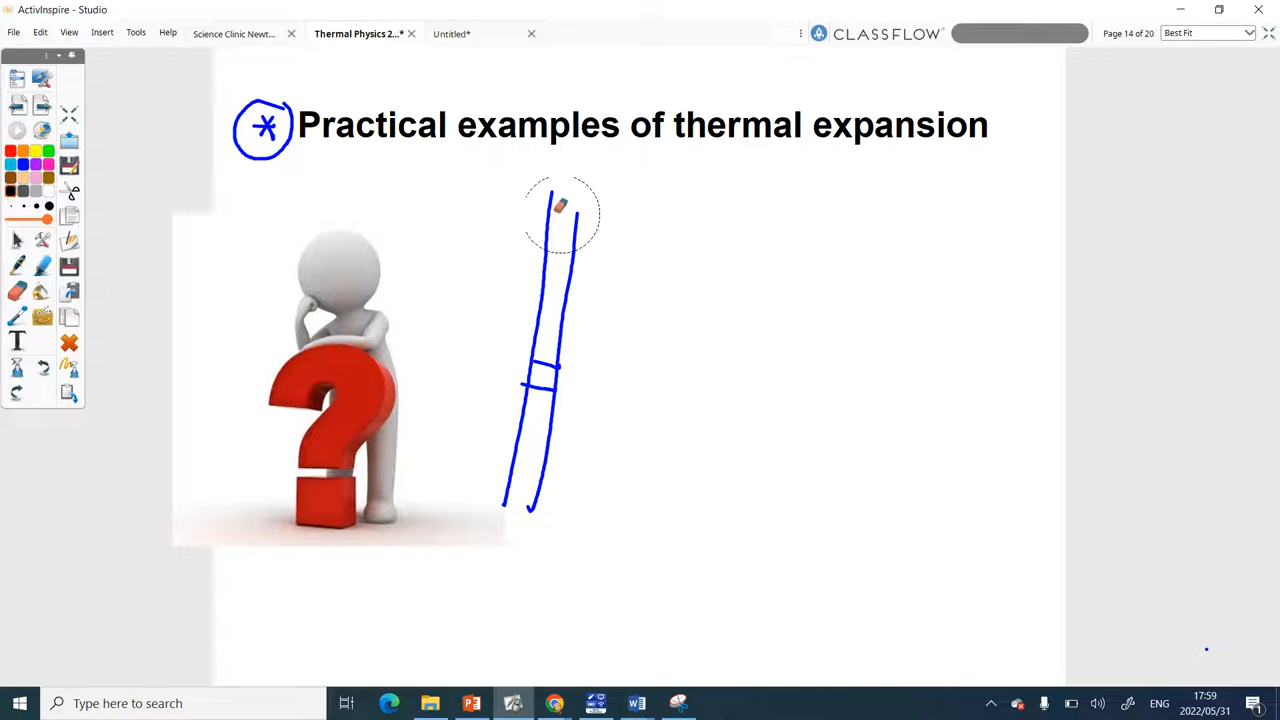 ActivInspire - Studio
File Edit View Insert Tools Help
Science Clinic Newt...
Thermal Physics 2...*
Untitled*
CLASSFLOW
Page 14 of 20
Best Fit
* Practical examples of thermal expansion
T
?
Type here to search
ENG
17:59
2022/05/31
1